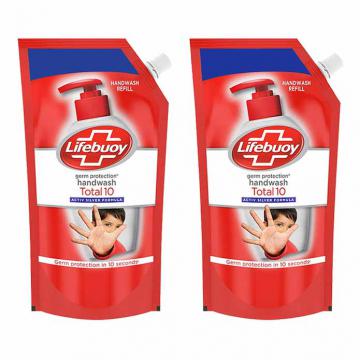 HANDWASH
REFILL
Lifebuoy
germ protection*
handwash
Total 10
ACTIV SILVER FORMULA
Germ protection in 10 seconds*
HANDWASH
REFILL
Lifebuoy
germ protection*
handwash
Total 10
ACTIV SILVER FORMULA
Germ protection in 10 seconds*